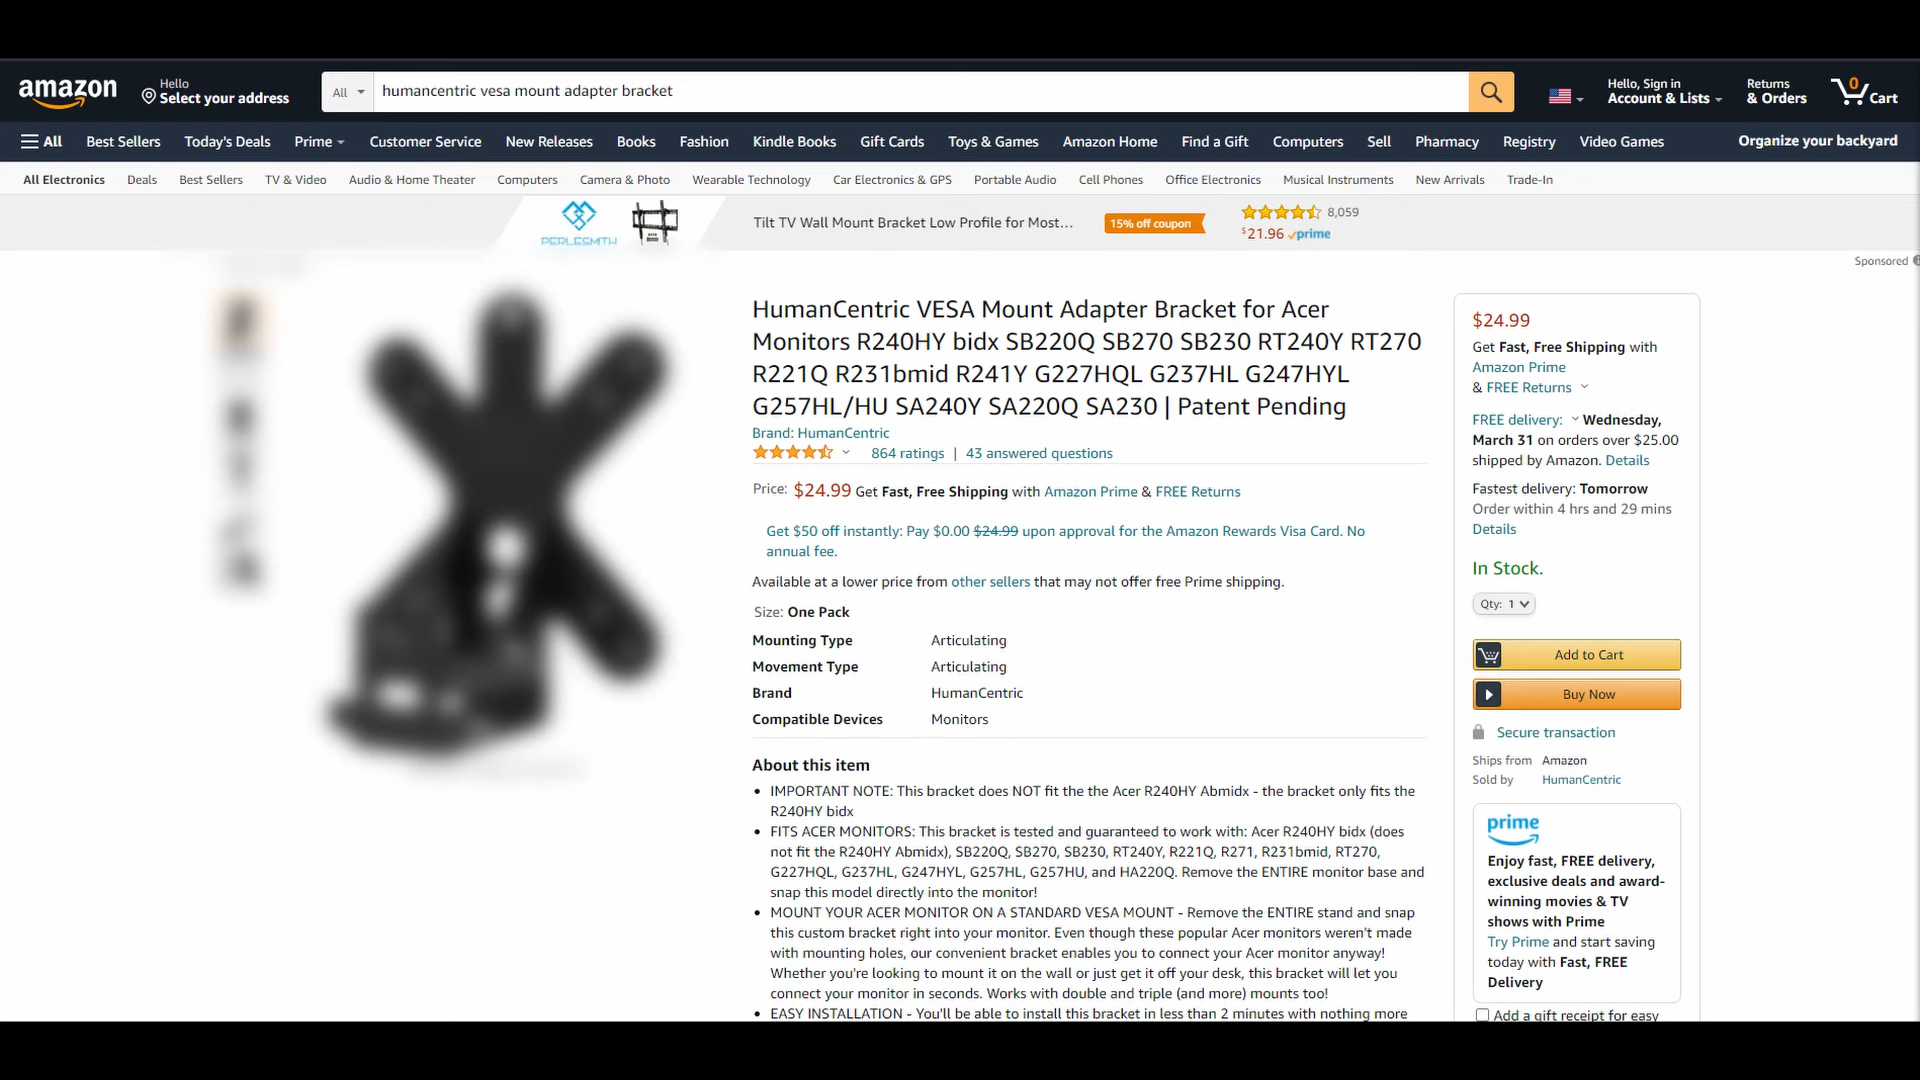 amazon
Hello
Select your address
All
humancentric vesa mount adapter bracket
Hello, Sign in
Account & Lists
Returns
& Orders
0
Cart
All
Best Sellers
Today's Deals
Prime
Customer Service
New Releases
Books
Fashion
Kindle Books
Gift Cards
Toys & Games
Amazon Home
Find a Gift
Computers
Sell
Pharmacy
Registry
Video Games
Organize your backyard
All Electronics
Deals
Best Sellers
TV & Video
Audio & Home Theater
Computers
Camera & Photo
Wearable Technology
Car Electronics & GPS
Portable Audio
Cell Phones
Office Electronics
Musical Instruments
New Arrivals
Trade-In
PERLESMITH
Tilt TV Wall Mount Bracket Low Profile for Most...
15% off coupon
8,059
$21.96 prime
Sponsored
HumanCentric VESA Mount Adapter Bracket for Acer
Monitors R240HY bidx SB220Q SB270 SB230 RT240Y RT270
R221Q R231bmid R241Y G227HQL G237HL G247HYL
G257HL/HU SA240Y SA220Q SA230 | Patent Pending
Brand: HumanCentric
864 ratings | 43 answered questions
Price: $24.99 Get Fast, Free Shipping with Amazon Prime & FREE Returns
Get $50 off instantly: Pay $0.00 $24.99 upon approval for the Amazon Rewards Visa Card. No
annual fee.
Available at a lower price from other sellers that may not offer free Prime shipping.
Size: One Pack
Mounting Type Articulating
Movement Type Articulating
Brand HumanCentric
Compatible Devices Monitors
About this item
• IMPORTANT NOTE: This bracket does NOT fit the the Acer R240HY Abmidx - the bracket only fits the
R240HY bidx
• FITS ACER MONITORS: This bracket is tested and guaranteed to work with: Acer R240HY bidx (does
not fit the R240HY Abmidx), SB220Q, SB270, SB230, RT240Y, R221Q, R271, R231bmid, RT270,
G227HQL, G237HL, G247HYL, G257HL, G257HU, and HA220Q. Remove the ENTIRE monitor base and
snap this model directly into the monitor!
• MOUNT YOUR ACER MONITOR ON A STANDARD VESA MOUNT - Remove the ENTIRE stand and snap
this custom bracket right into your monitor. Even though these popular Acer monitors weren't made
with mounting holes, our convenient bracket enables you to connect your Acer monitor anyway!
Whether you're looking to mount it on the wall or just get it off your desk, this bracket will let you
connect your monitor in seconds. Works with double and triple (and more) mounts too!
• EASY INSTALLATION - You'll be able to install this bracket in less than 2 minutes with nothing more
$24.99
Get Fast, Free Shipping with
Amazon Prime
& FREE Returns
FREE delivery: Wednesday,
March 31 on orders over $25.00
shipped by Amazon. Details
Fastest delivery: Tomorrow
Order within 4 hrs and 29 mins
Details
In Stock.
Qty: 1
Add to Cart
Buy Now
Secure transaction
Ships from Amazon
Sold by HumanCentric
prime
Enjoy fast, FREE delivery,
exclusive deals and award-
winning movies & TV
shows with Prime
Try Prime and start saving
today with Fast, FREE
Delivery
Add a gift receipt for easy